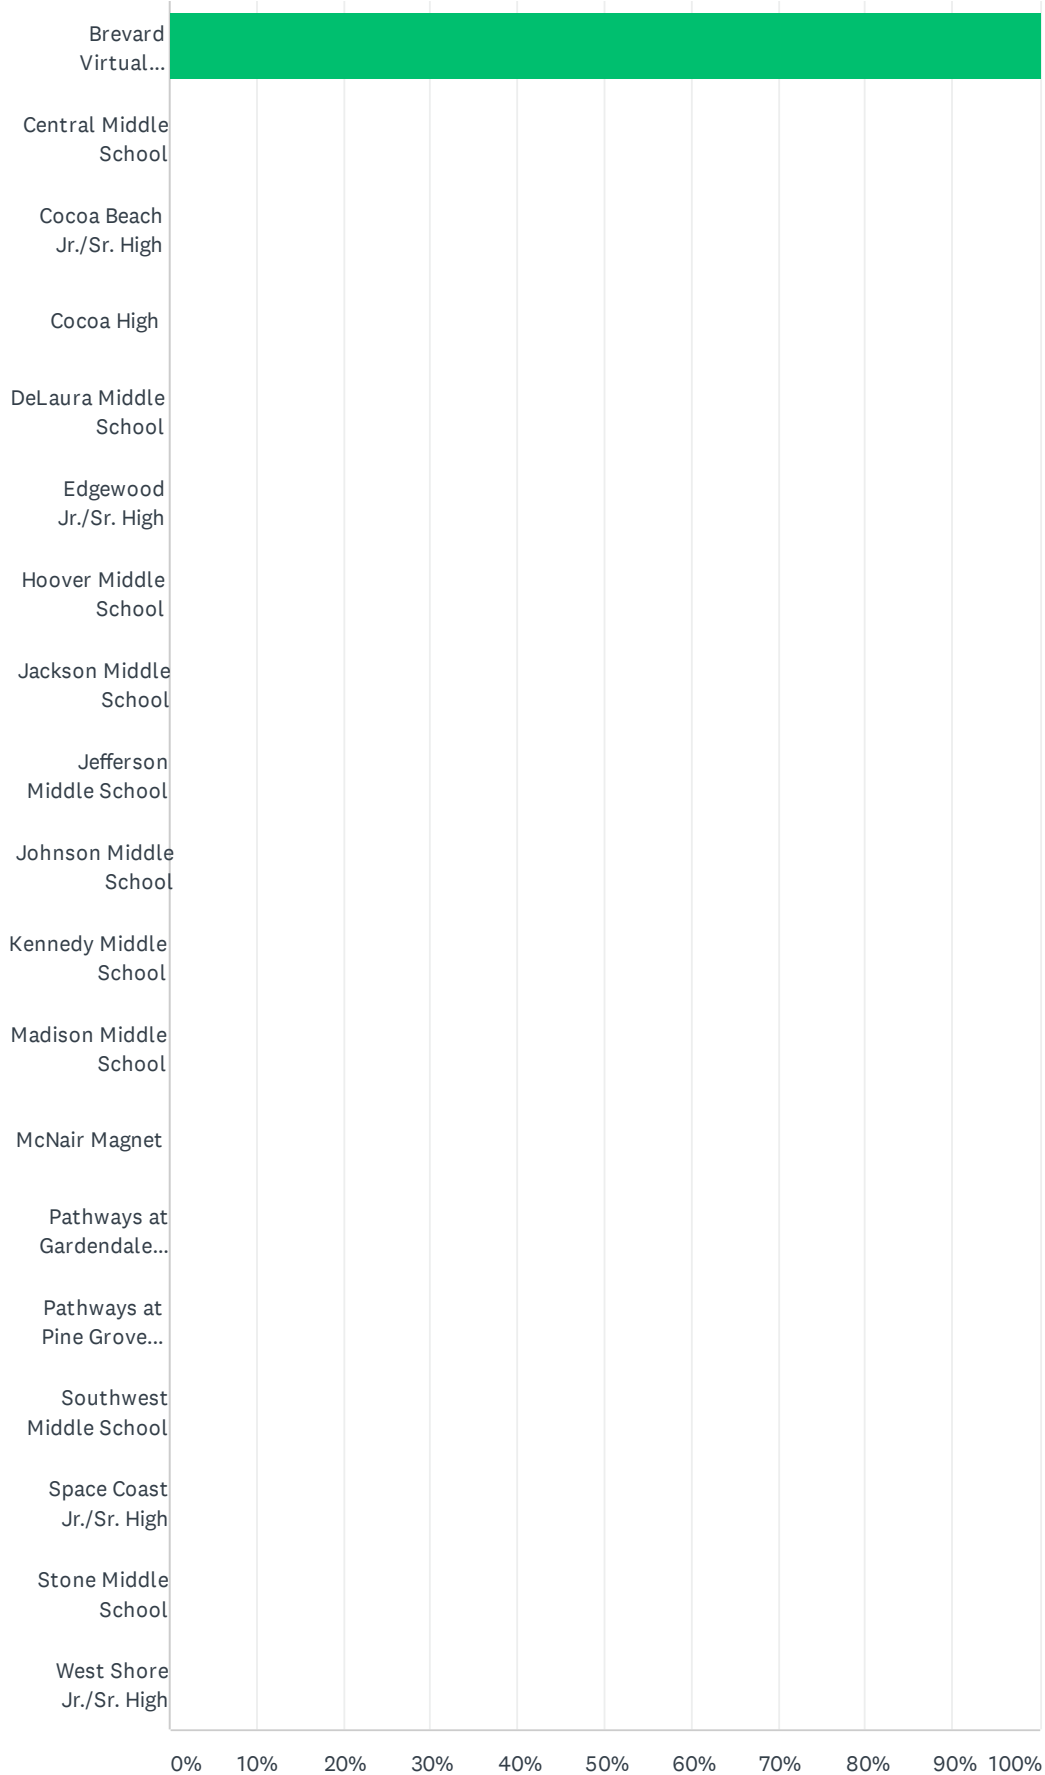 Brevard
Virtual...
Central Middle
School
Cocoa Beach
Jr./Sr. High
Cocoa High
DeLaura Middle
School
Edgewood
Jr./Sr. High
Hoover Middle
School
Jackson Middle
School
Jefferson
Middle School
Johnson Middle
School
Kennedy Middle
School
Madison Middle
School
McNair Magnet
Pathways at
Gardendale...
Pathways at
Pine Grove...
Southwest
Middle School
Space Coast
Jr./Sr. High
Stone Middle
School
West Shore
Jr./Sr. High
0% 10% 20% 30% 40% 50% 60% 70% 80% 90% 100%